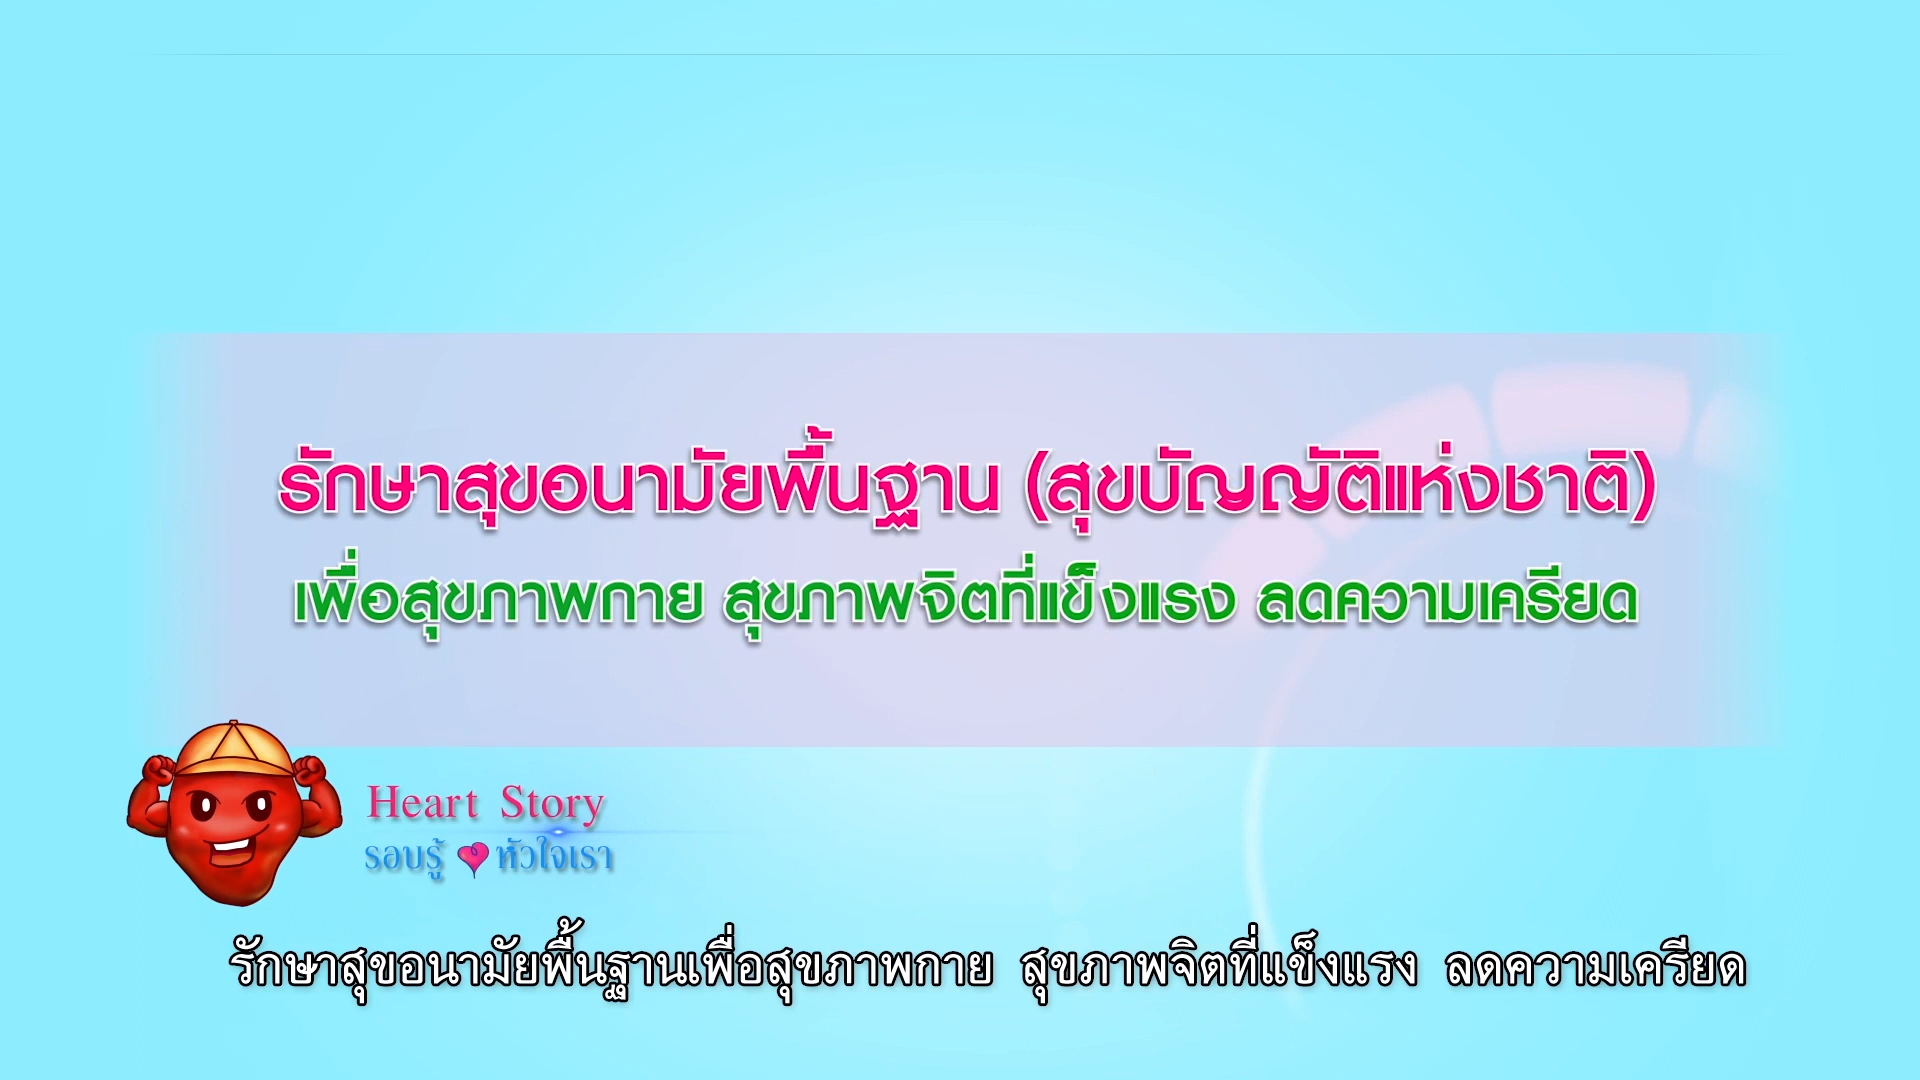 รักษาสุขอนามัยพื้นฐาน (สุขบัญญัติแห่งชาติ)
เพื่อสุขภาพกาย สุขภาพจิตที่แข็งแรง ลดความเครียด
Heart Story
รอบรู้ หัวใจเรา
รักษาสุขอนามัยพื้นฐานเพื่อสุขภาพกาย สุขภาพจิตที่แข็งแรง ลดความเครียด